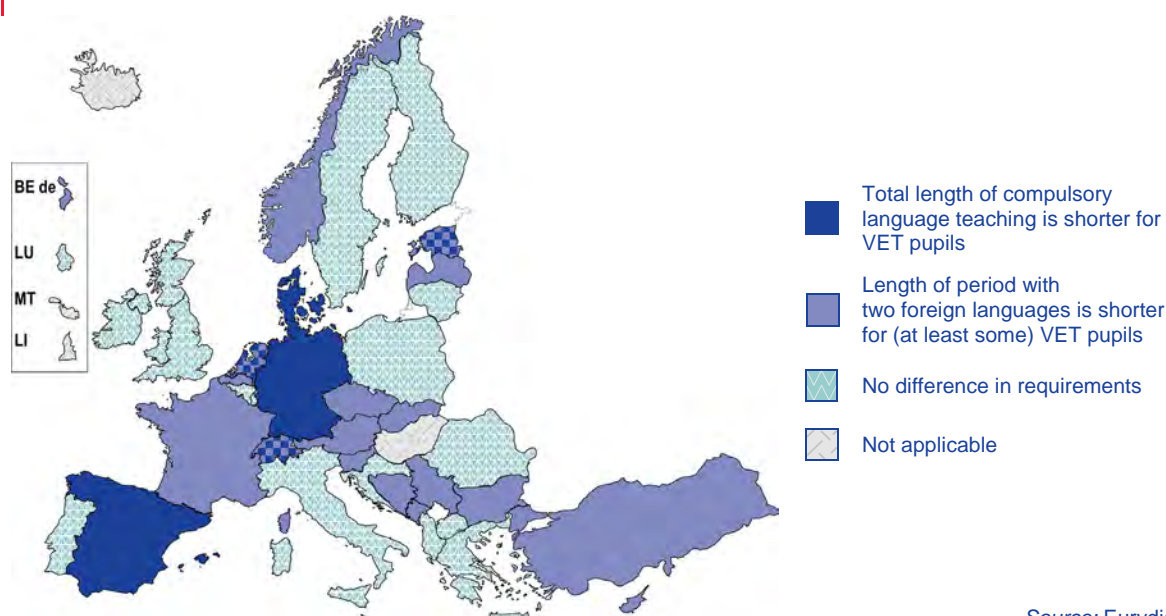 BE de
LU
MT
LI
Total length of compulsory
language teaching is shorter for
VET pupils
Length of period with
two foreign languages is shorter
for (at least some) VET pupils
No difference in requirements
Not applicable
Source: